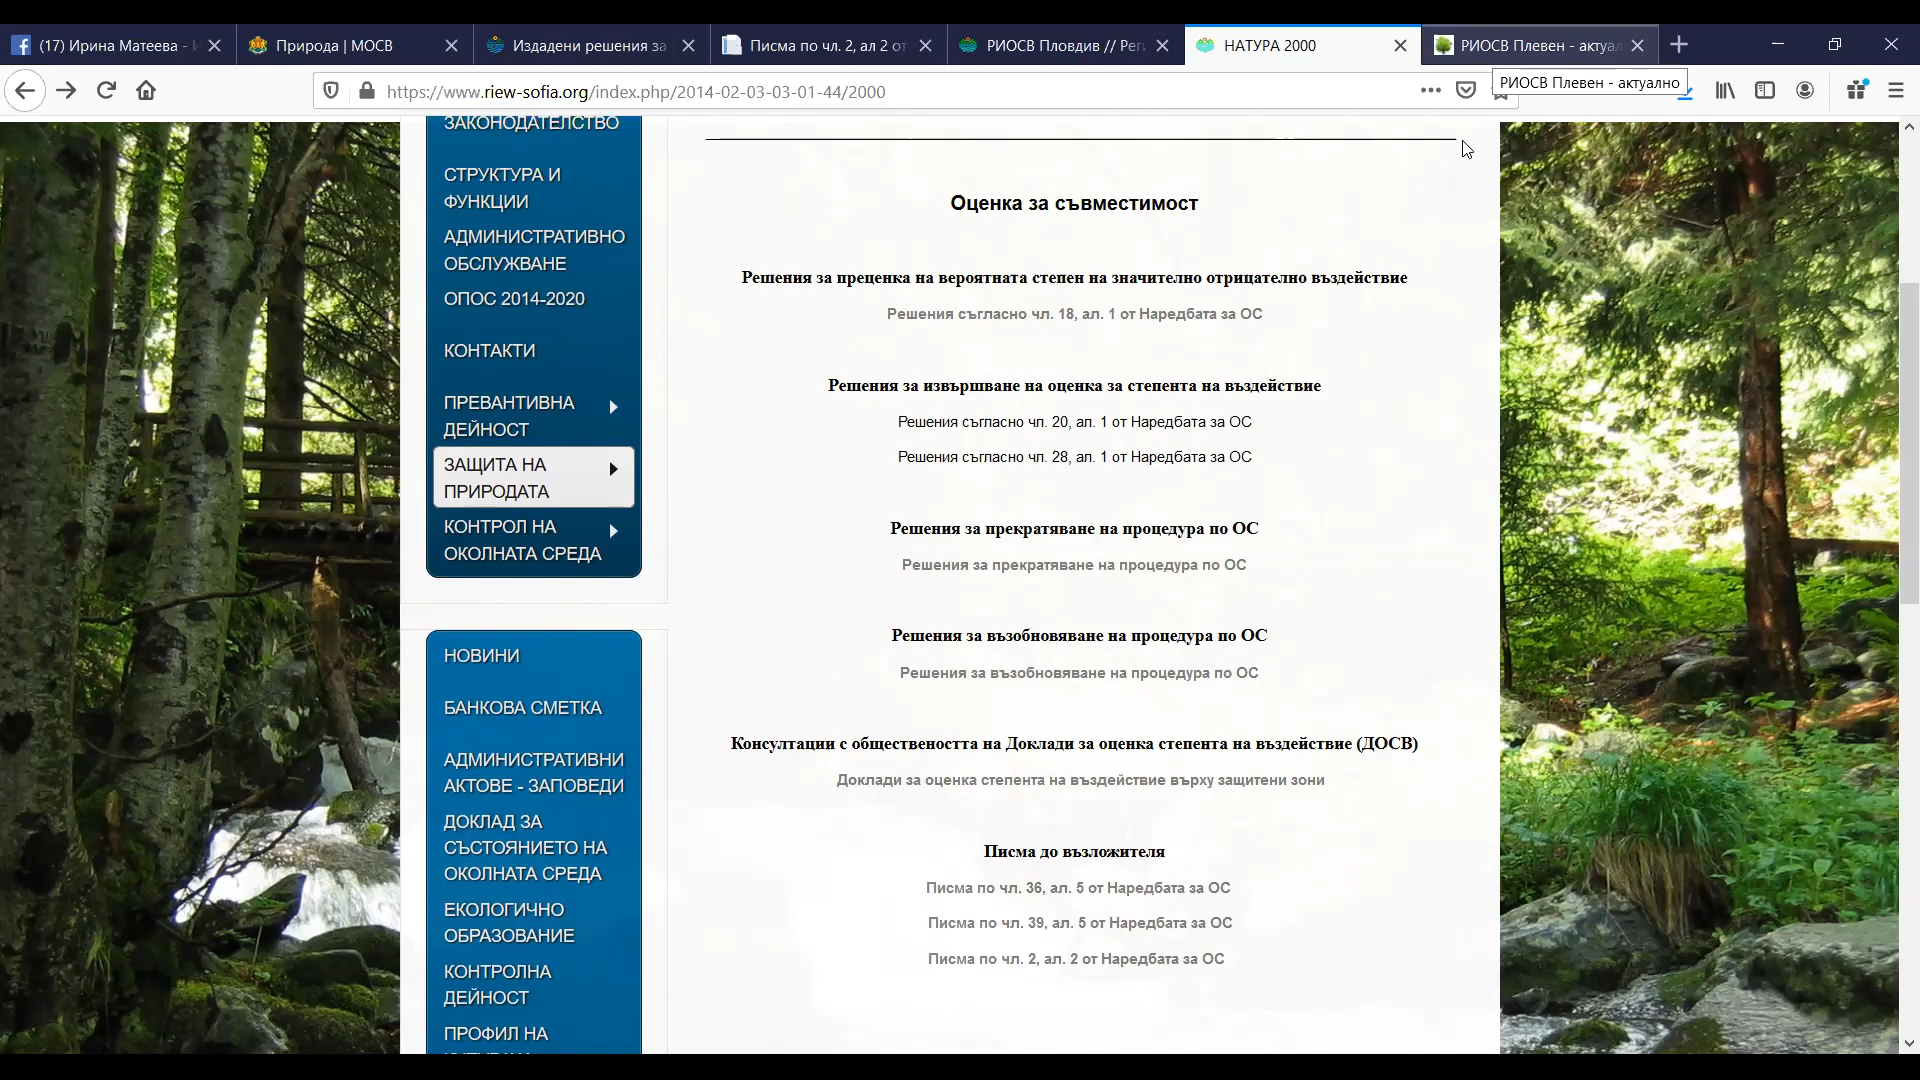 (17) Ирина Матеева -
Природа | МОСВ
Издадени решения за
Писма по чл. 2, ал 2 от
РИОСВ Пловдив // Реги
НАТУРА 2000
РИОСВ Плевен - актуал
https://www.riew-sofia.org/index.php/2014-02-03-03-01-44/2000
РИОСВ Плевен - актуално
ЗАКОНОДАТЕЛСТВО
СТРУКТУРА И
ФУНКЦИИ
АДМИНИСТРАТИВНО
ОБСЛУЖВАНЕ
ОПОС 2014-2020
КОНТАКТИ
ПРЕВАНТИВНА
ДЕЙНОСТ
ЗАЩИТА НА
ПРИРОДАТА
КОНТРОЛ НА
ОКОЛНАТА СРЕДА
НОВИНИ
БАНКОВА СМЕТКА
АДМИНИСТРАТИВНИ
АКТОВЕ - ЗАПОВЕДИ
ДОКЛАД ЗА
СЪСТОЯНИЕТО НА
ОКОЛНАТА СРЕДА
ЕКОЛОГИЧНО
ОБРАЗОВАНИЕ
КОНТРОЛНА
ДЕЙНОСТ
ПРОФИЛ НА
Оценка за съвместимост
Решения за преценка на вероятната степен на значително отрицателно въздействие
Решения съгласно чл. 18, ал. 1 от Наредбата за ОС
Решения за извършване на оценка за степента на въздействие
Решения съгласно чл. 20, ал. 1 от Наредбата за ОС
Решения съгласно чл. 28, ал. 1 от Наредбата за ОС
Решения за прекратяване на процедура по ОС
Решения за прекратяване на процедура по ОС
Решения за възобновяване на процедура по ОС
Решения за възобновяване на процедура по ОС
Консултации с обществеността на Доклади за оценка степента на въздействие (ДОСВ)
Доклади за оценка степента на въздействие върху защитени зони
Писма до възложителя
Писма по чл. 36, ал. 5 от Наредбата за ОС
Писма по чл. 39, ал. 5 от Наредбата за ОС
Писма по чл. 2, ал. 2 от Наредбата за ОС